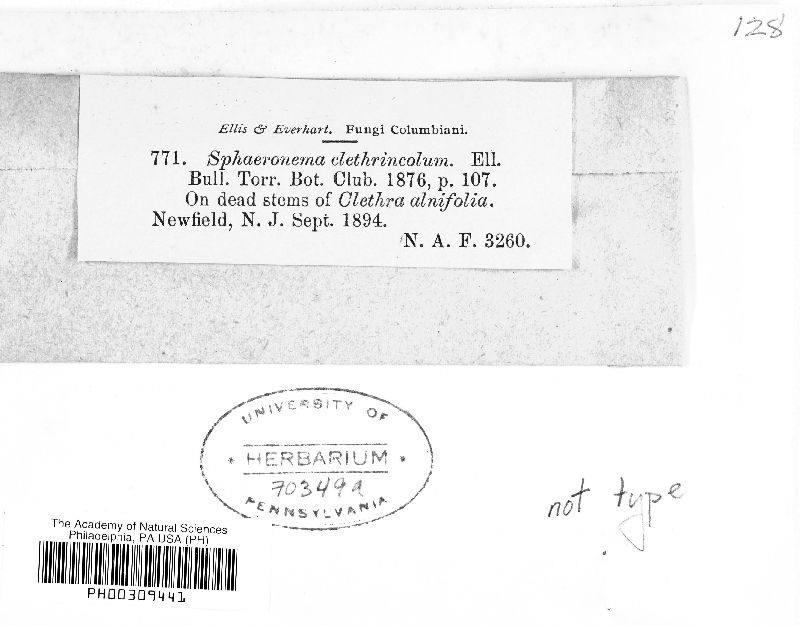 128
Ellis & Everhart. Fungi Columbiani.
771. Sphaeronema clethrincolum. Ell.
Bull. Torr. Bot. Club. 1876, p. 107.
On dead stems of Clethra alnifolia.
Newfield, N. J. Sept. 1894.
N. A. F. 3260.
UNIVERSITY OF
HERBARIUM
703499
PENNSYLVANIA
not type
The Academy of Natural Sciences
Philadelphia, PA USA (PH)
PH00309441